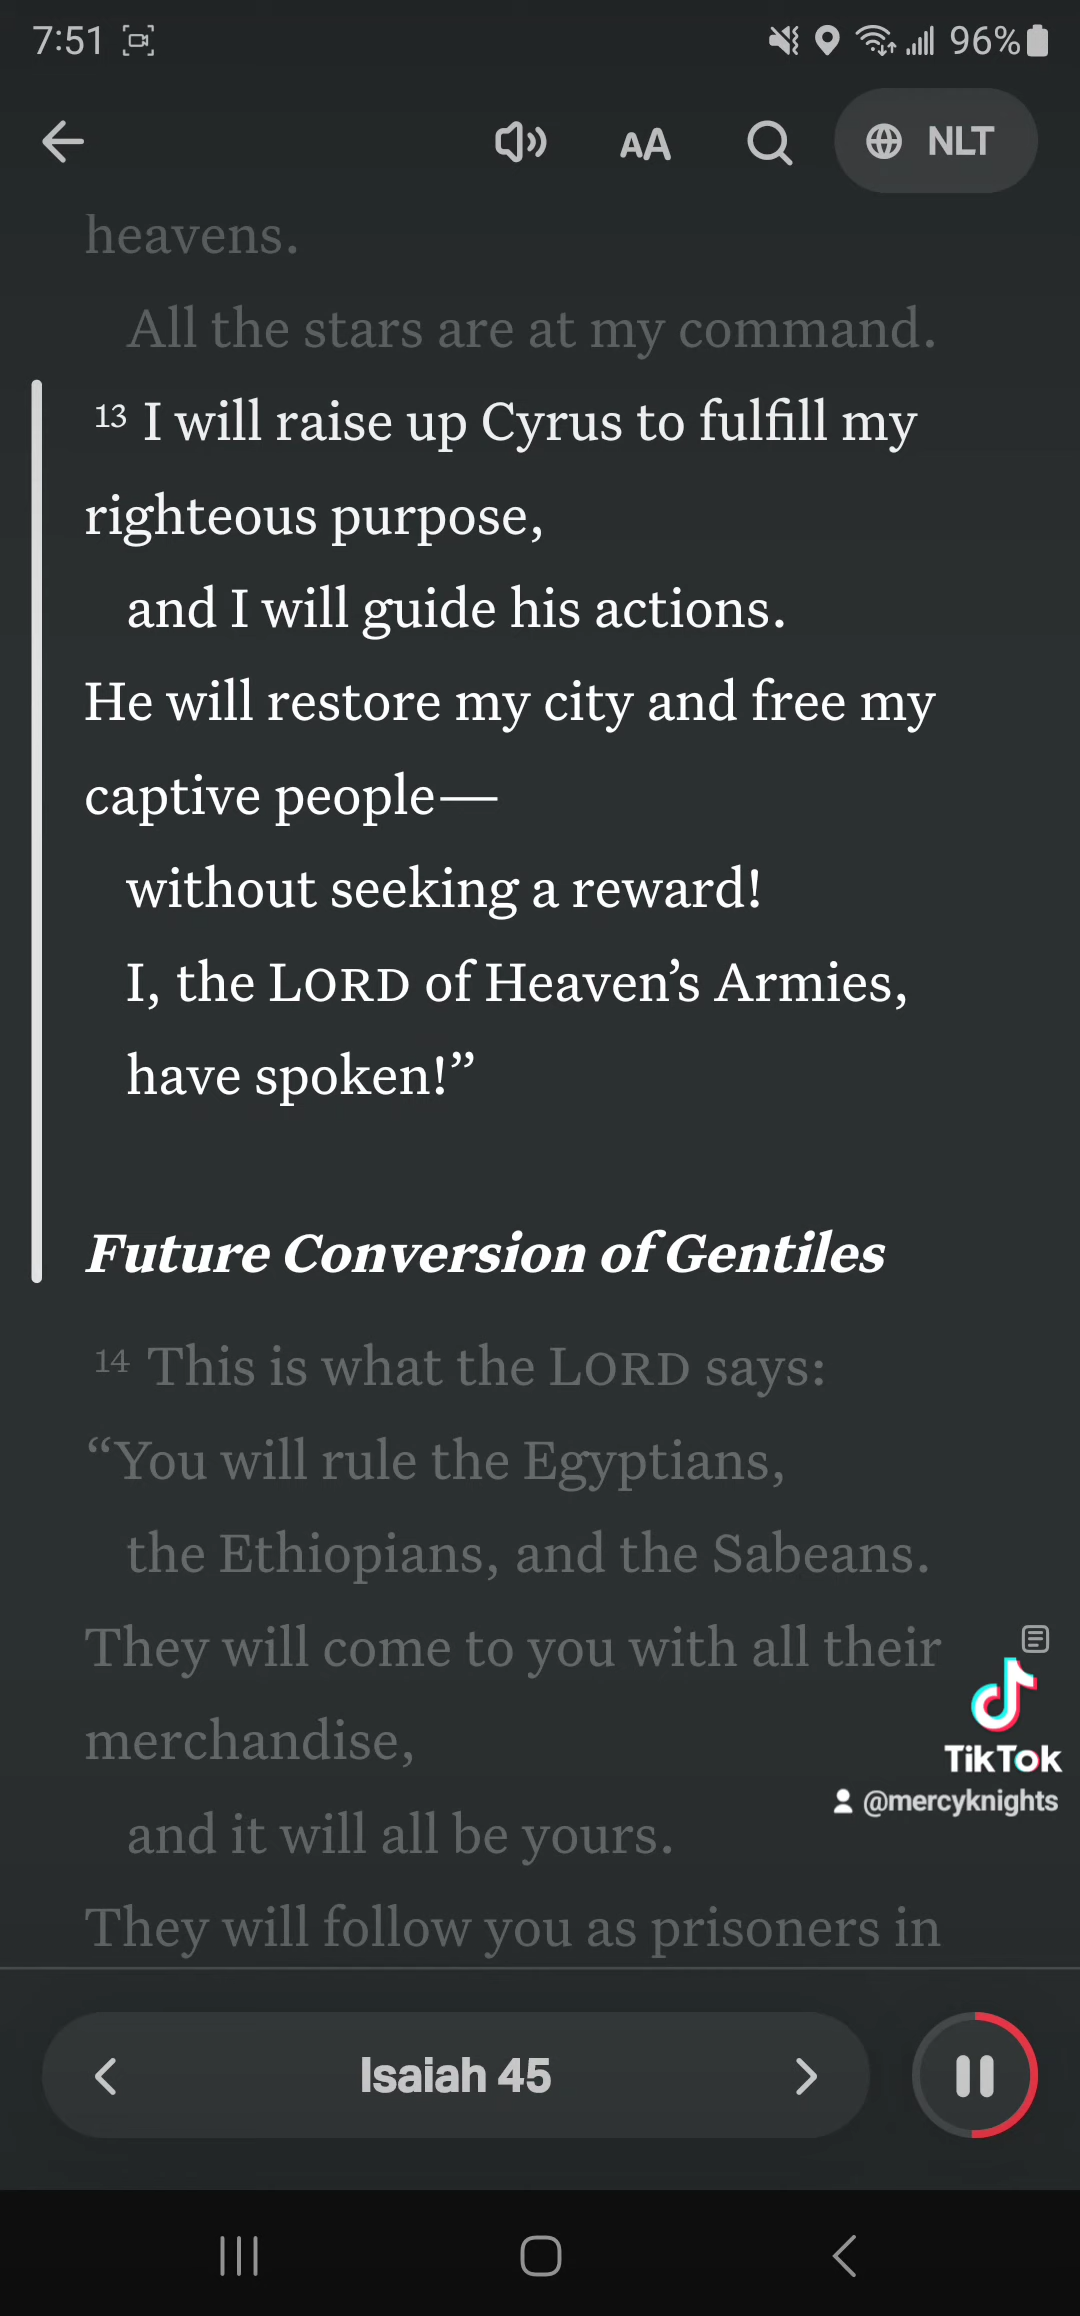 7:51 96%
AA NLT
heavens.
All the stars are at my command.
13 I will raise up Cyrus to fulfill my
righteous purpose,
and I will guide his actions.
He will restore my city and free my
captive people—
without seeking a reward!
I, the LORD of Heaven’s Armies,
have spoken!”
Future Conversion of Gentiles
14 This is what the LORD says:
“You will rule the Egyptians,
the Ethiopians, and the Sabeans.
They will come to you with all their
merchandise,
and it will all be yours.
They will follow you as prisoners in
TikTok
@mercyknights
Isaiah 45